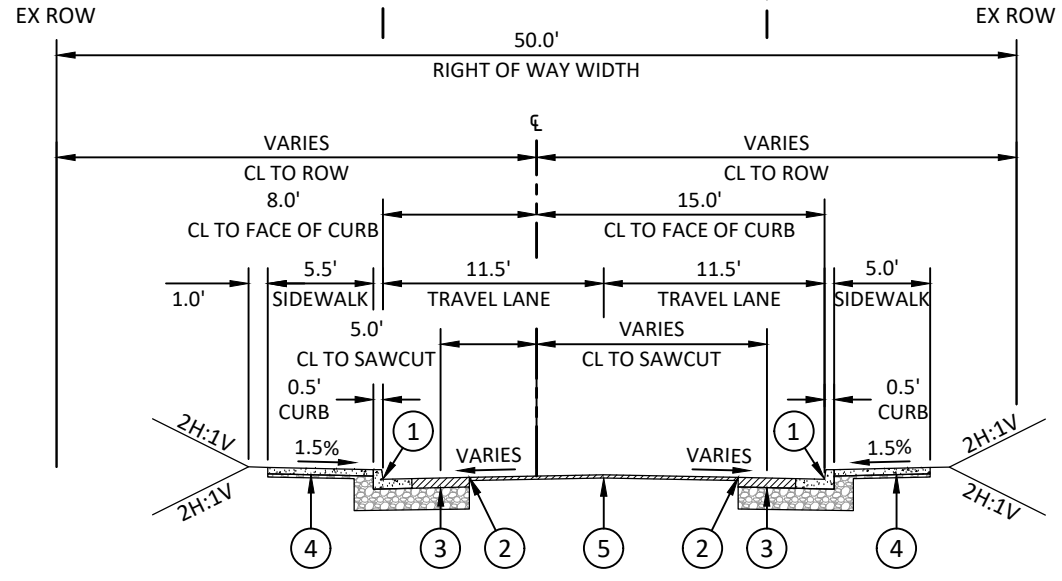 EX ROW
EX ROW
50.0'
RIGHT OF WAY WIDTH
℄
VARIES
VARIES
CL TO ROW
CL TO ROW
8.0'
15.0'
CL TO FACE OF CURB
CL TO FACE OF CURB
5.5'
11.5'
11.5'
5.0'
1.0'
SIDEWALK
TRAVEL LANE
TRAVEL LANE
SIDEWALK
5.0'
VARIES
CL TO SAWCUT
CL TO SAWCUT
0.5'
0.5'
CURB
CURB
2H:1V
1
1
2H:1V
1.5%
VARIES
VARIES
1.5%
2H:1V
2H:1V
4
3
2
5
2
3
4